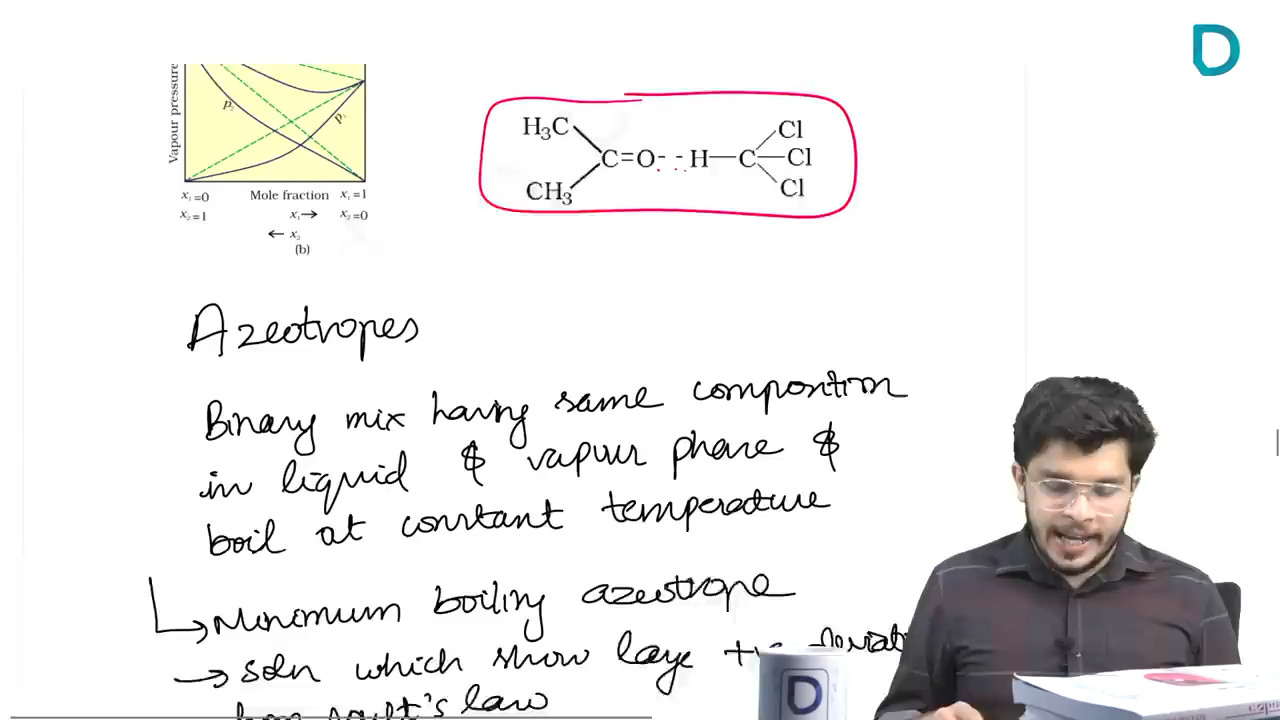 D
Vapour pressure
p₂
p₁
x₁=0 Mole fraction x₁=1
x₂=1 x₁→ x₂=0
← x₂
(b)
H₃C
CH₃
C=O- - -H—C
Cl
Cl
Cl
Azeotropes
Binary mix having same composition
in liquid & vapour phase &
boil at constant temperature
→ Minimum boiling azeotrope
→ soln which show large +ve deviati
law
D